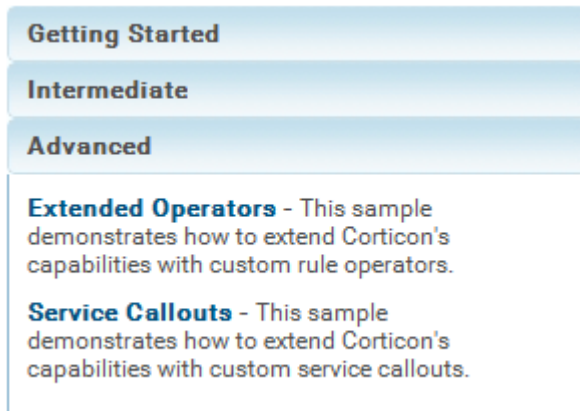 Getting Started
Intermediate
Advanced
Extended Operators - This sample
demonstrates how to extend Corticon's
capabilities with custom rule operators.
Service Callouts - This sample
demonstrates how to extend Corticon's
capabilities with custom service callouts.